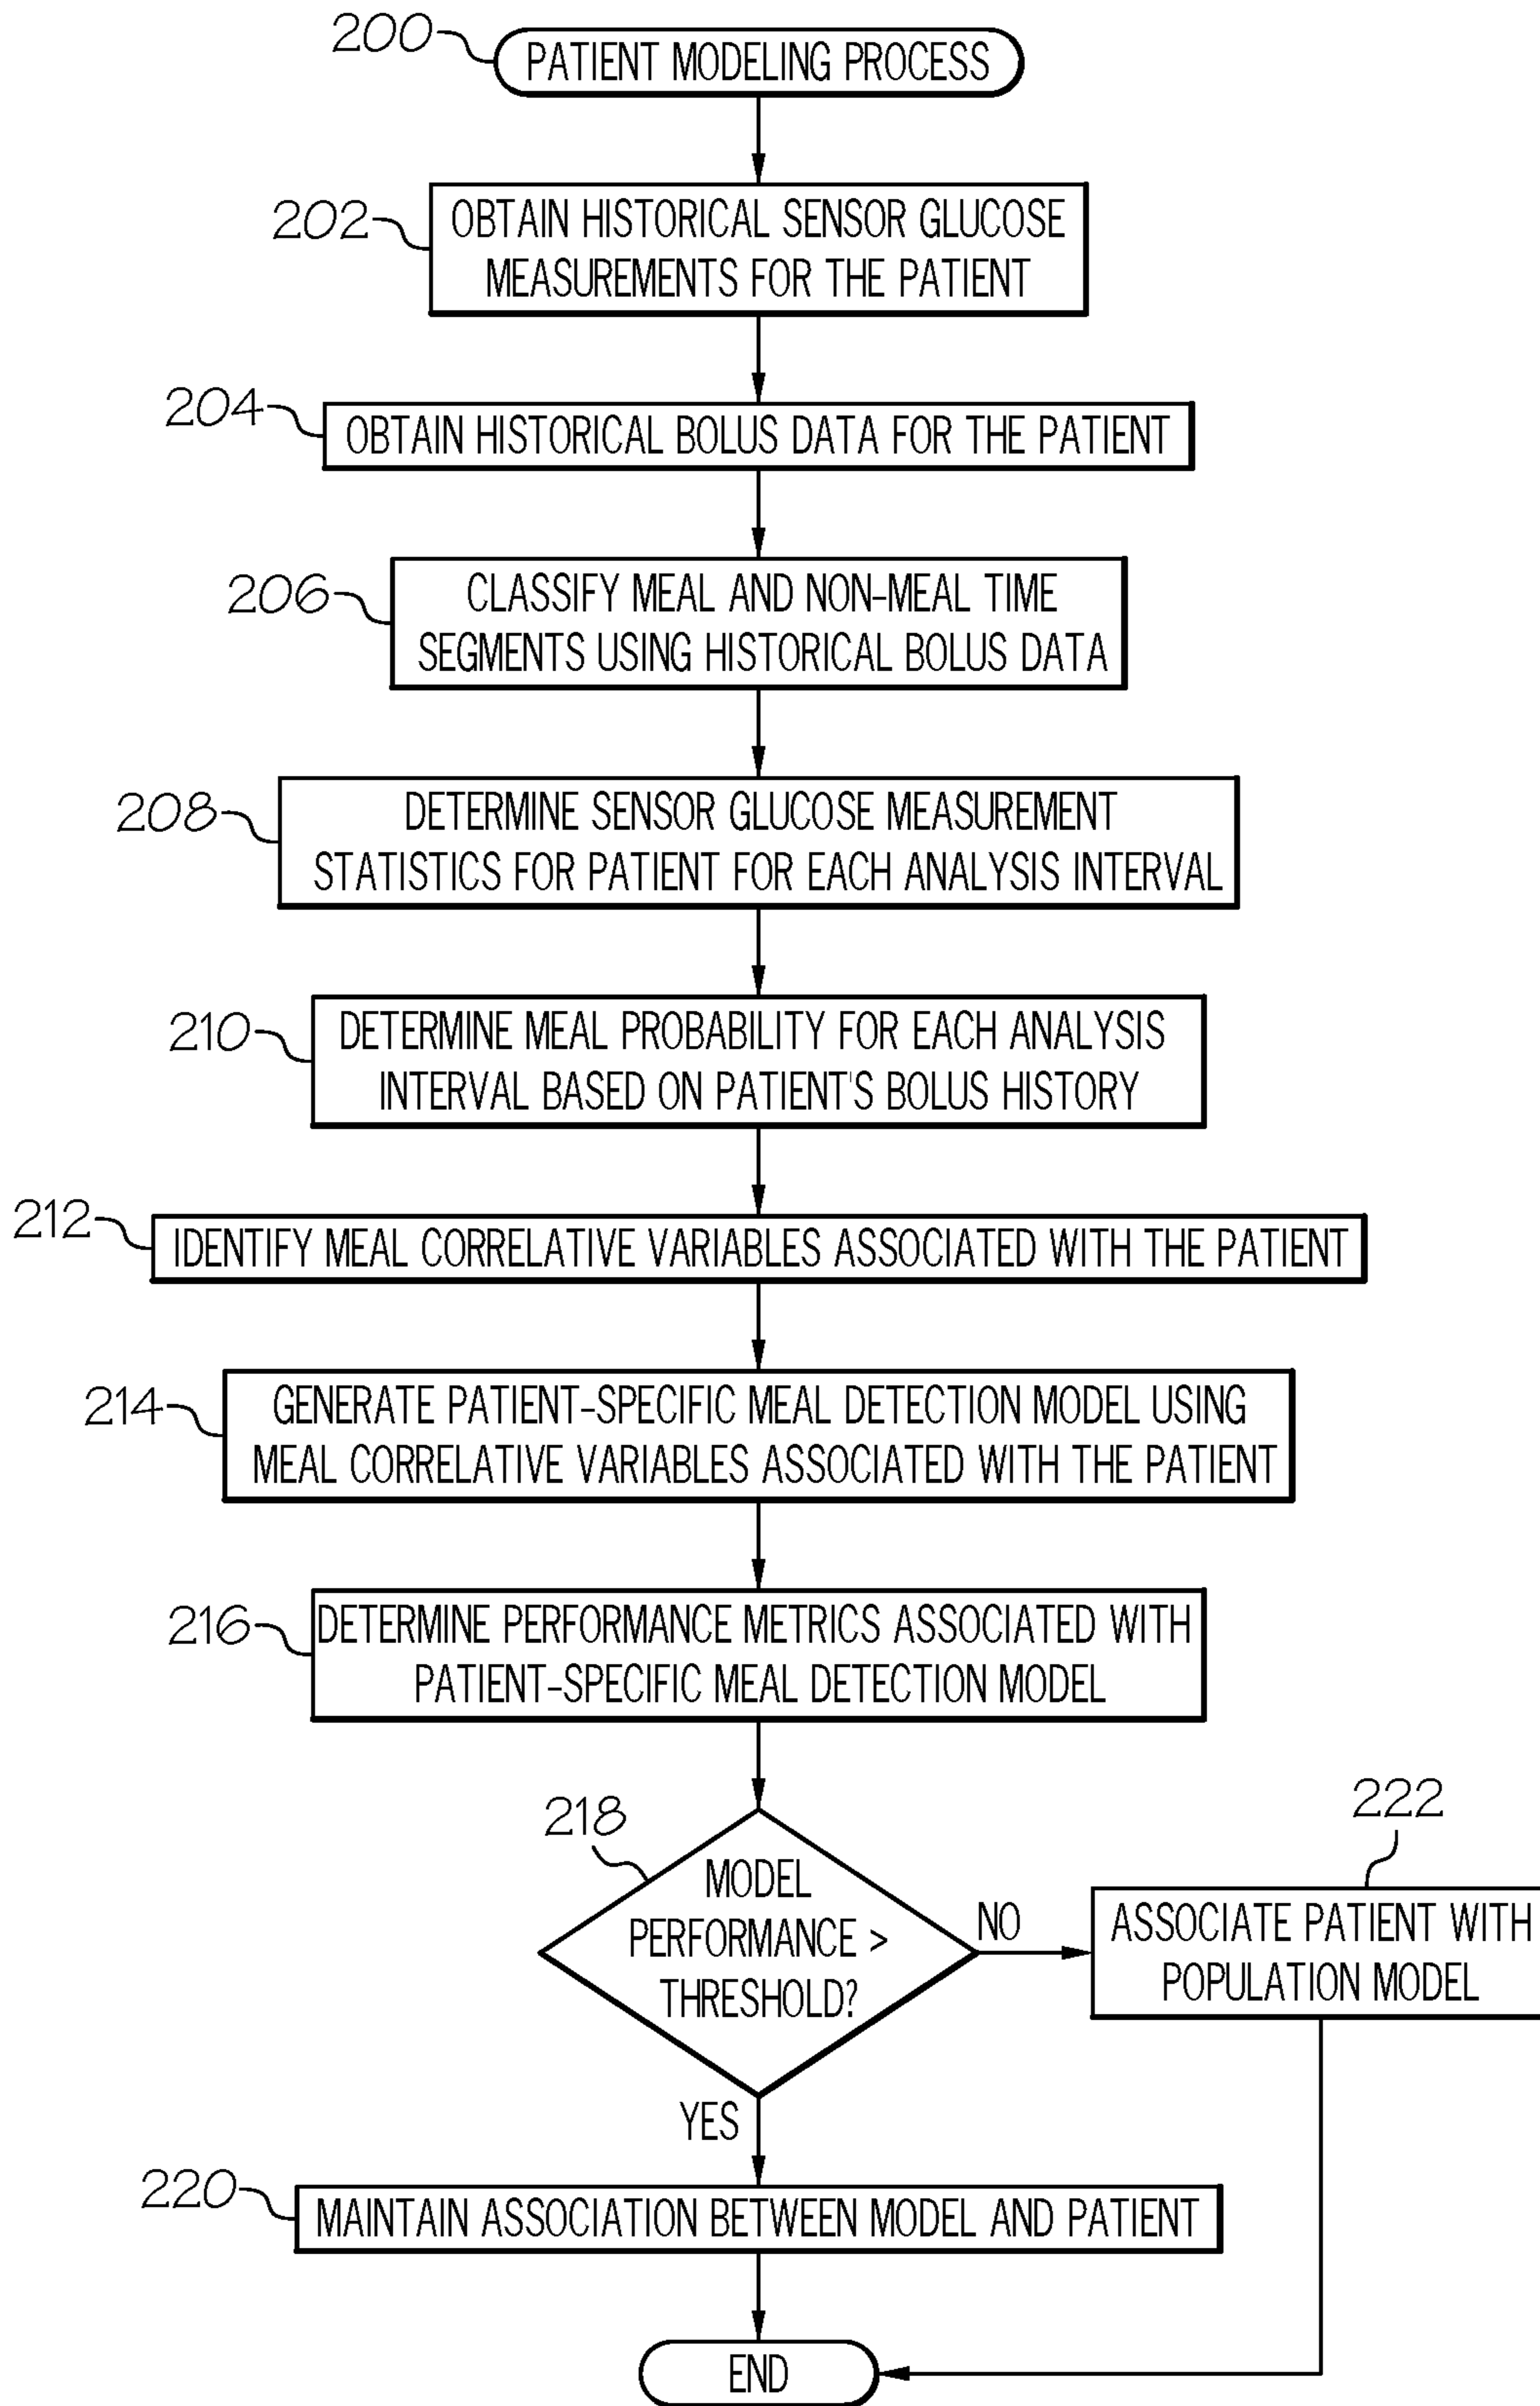 200
PATIENT MODELING PROCESS
202
OBTAIN HISTORICAL SENSOR GLUCOSE
MEASUREMENTS FOR THE PATIENT
204
OBTAIN HISTORICAL BOLUS DATA FOR THE PATIENT
206
CLASSIFY MEAL AND NON-MEAL TIME
SEGMENTS USING HISTORICAL BOLUS DATA
208
DETERMINE SENSOR GLUCOSE MEASUREMENT
STATISTICS FOR PATIENT FOR EACH ANALYSIS INTERVAL
210
DETERMINE MEAL PROBABILITY FOR EACH ANALYSIS
INTERVAL BASED ON PATIENT'S BOLUS HISTORY
212
IDENTIFY MEAL CORRELATIVE VARIABLES ASSOCIATED WITH THE PATIENT
214
GENERATE PATIENT-SPECIFIC MEAL DETECTION MODEL USING
MEAL CORRELATIVE VARIABLES ASSOCIATED WITH THE PATIENT
216
DETERMINE PERFORMANCE METRICS ASSOCIATED WITH
PATIENT-SPECIFIC MEAL DETECTION MODEL
218
MODEL
PERFORMANCE >
THRESHOLD?
NO
222
ASSOCIATE PATIENT WITH
POPULATION MODEL
YES
220
MAINTAIN ASSOCIATION BETWEEN MODEL AND PATIENT
END